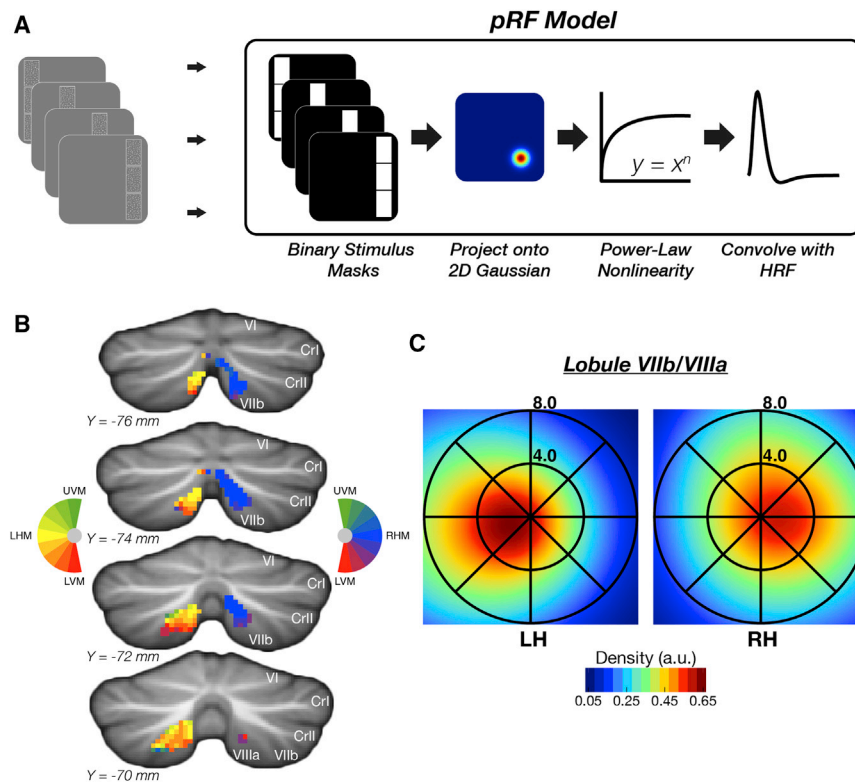 A
pRF Model
y = xⁿ
Binary Stimulus
Masks
Project onto
2D Gaussian
Power-Law
Nonlinearity
Convolve with
HRF
B
VI
CrI
CrII
VIIb
Y = -76 mm
VI
CrI
CrII
VIIb
Y = -74 mm
UVM
LHM
LVM
UVM
RHM
LVM
VI
CrI
CrII
VIIb
Y = -72 mm
VI
CrI
CrII
VIIIa
VIIb
Y = -70 mm
C
Lobule VIIb/VIIIa
8.0
4.0
LH
8.0
4.0
RH
Density (a.u.)
0.05 0.25 0.45 0.65